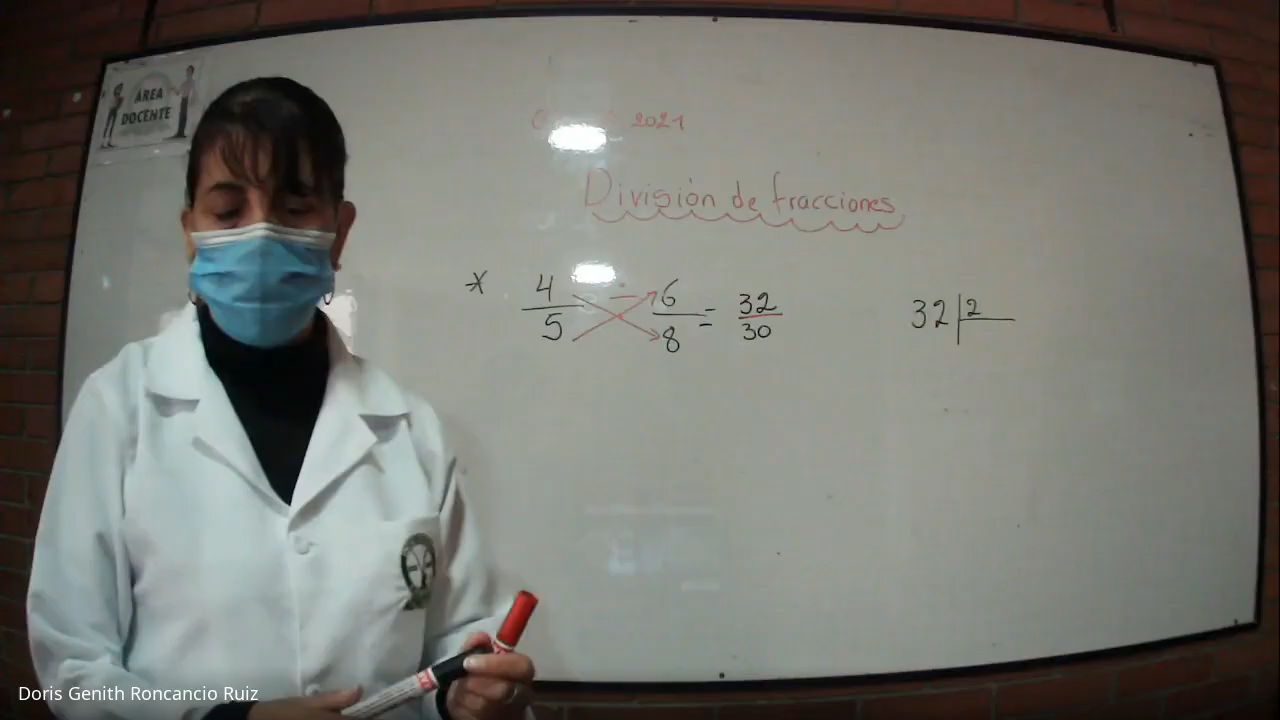 ÁREA
DOCENTE
2021
División de fracciones
* 4/5 ÷ 6/8 = 32/30
32 | 2
Doris Genith Roncancio Ruiz